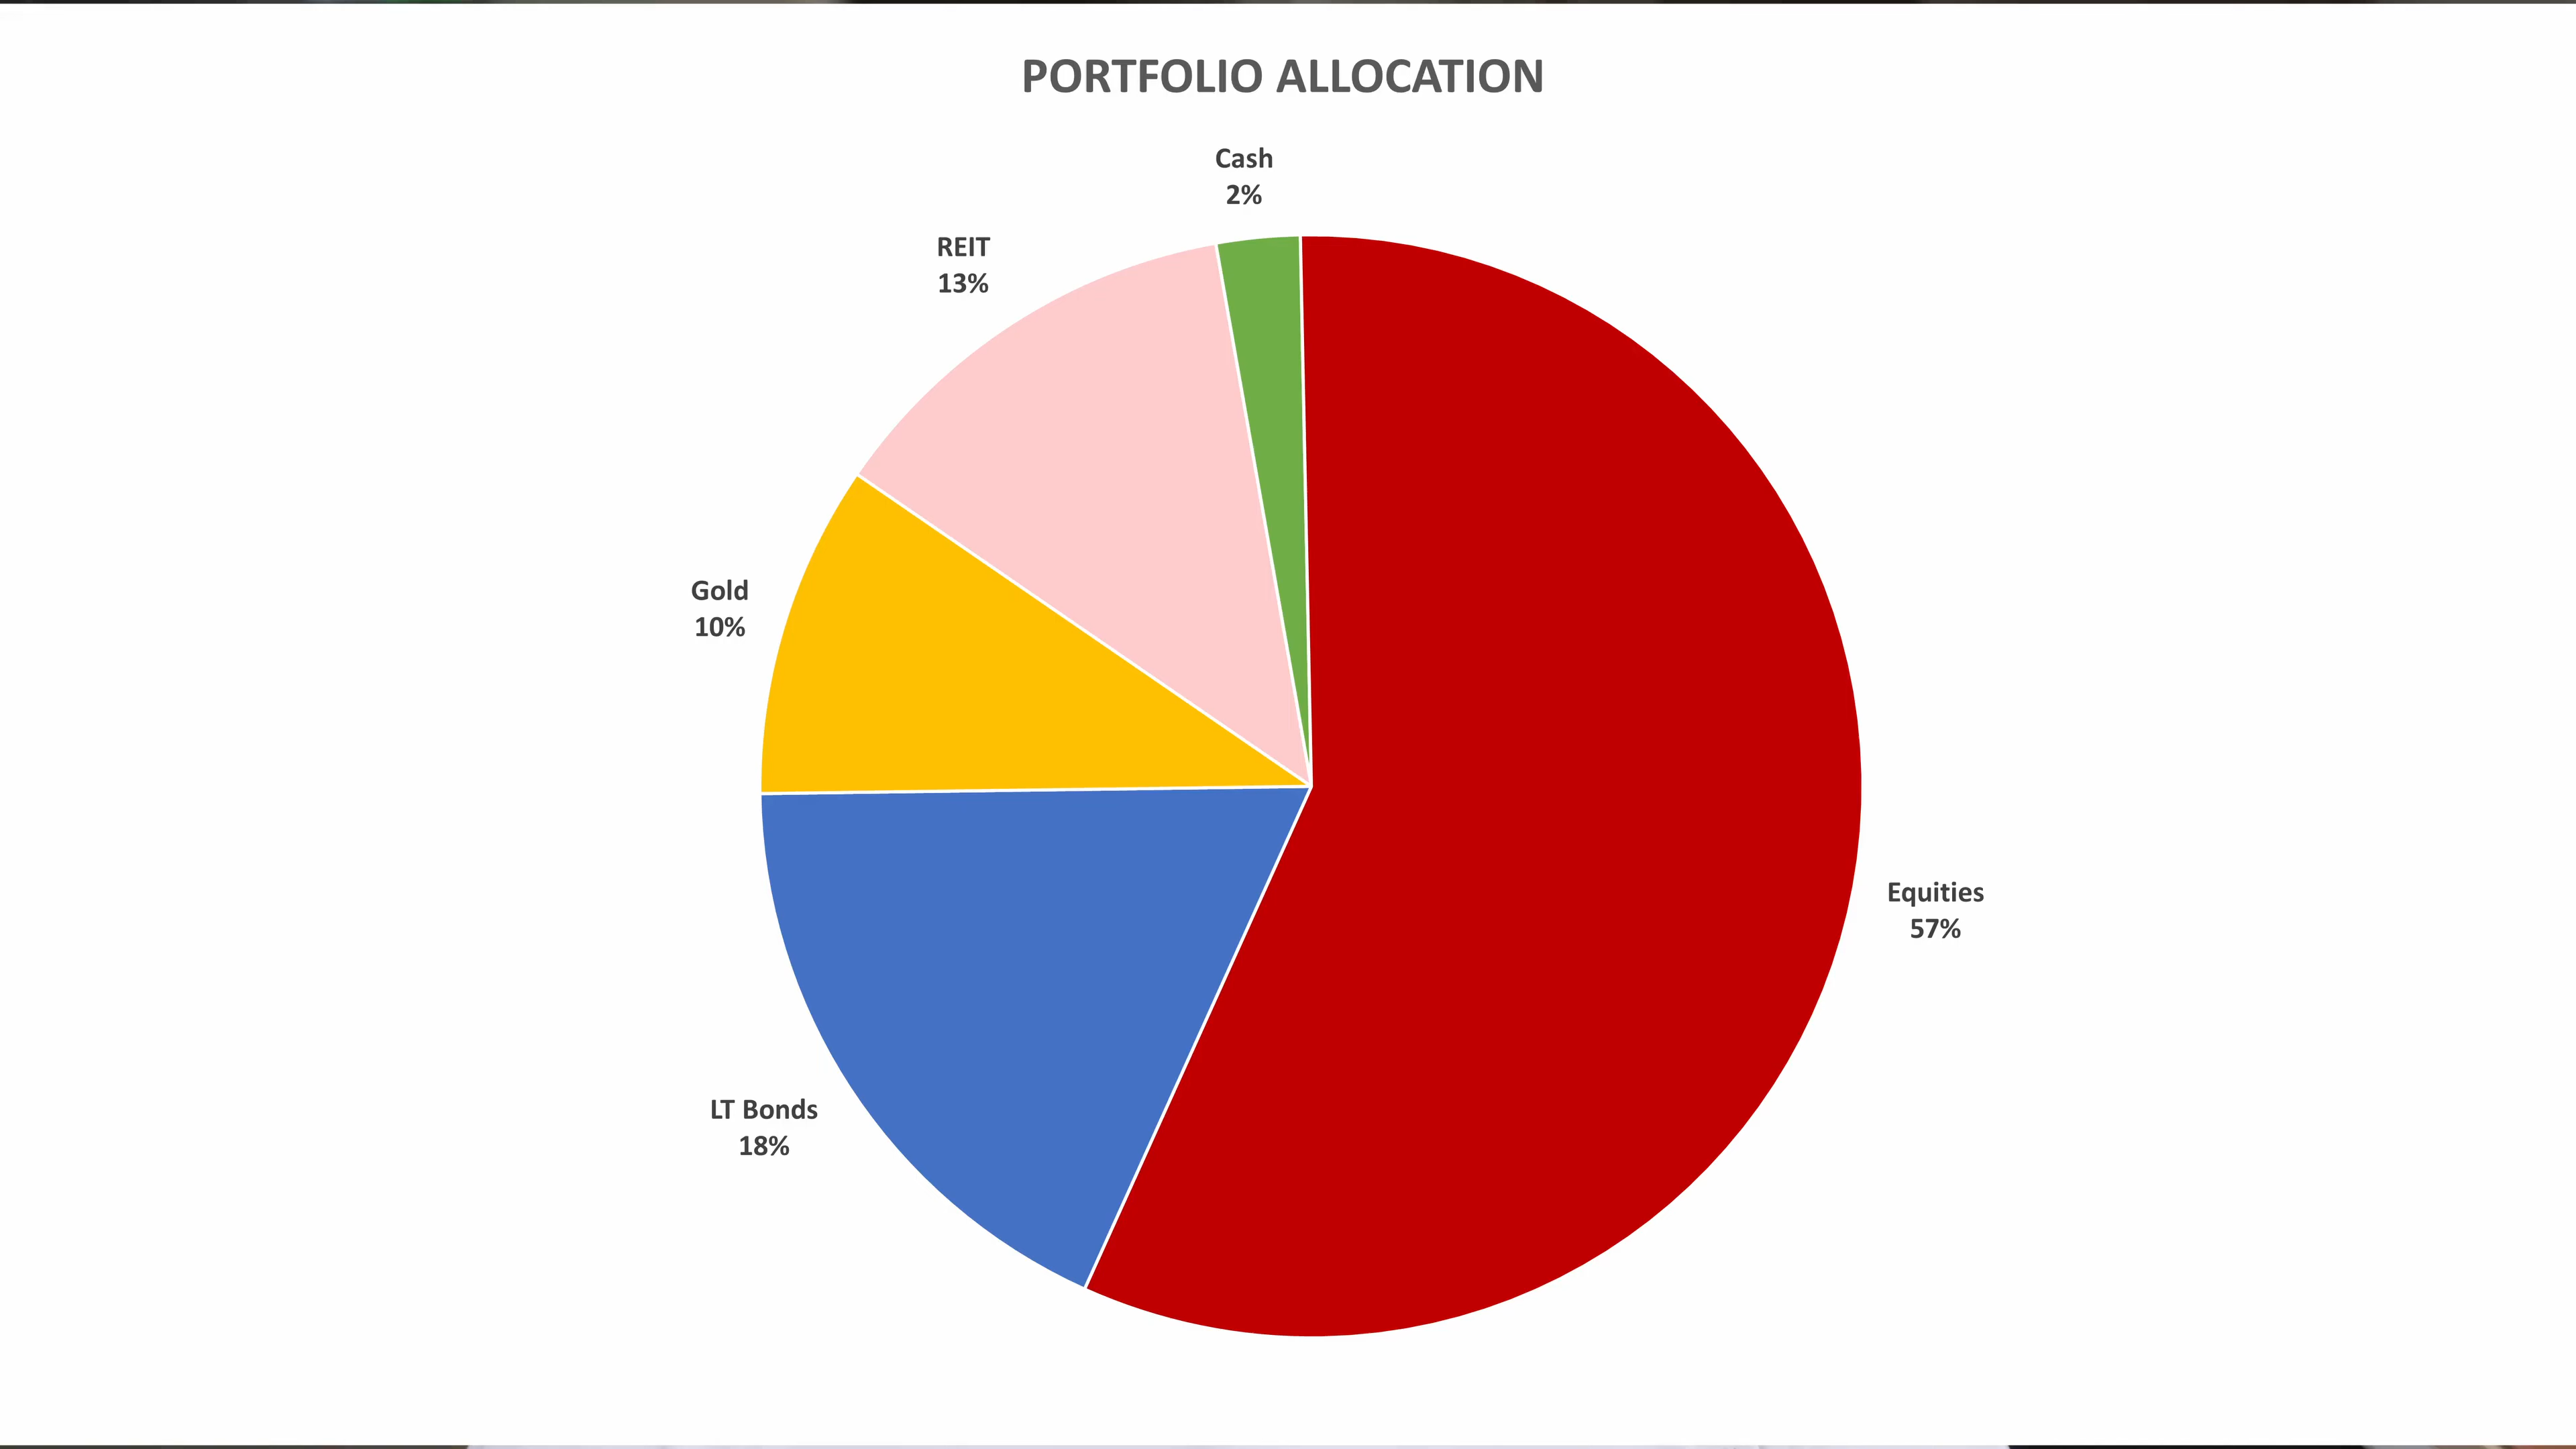 PORTFOLIO ALLOCATION
Cash
2%
REIT
13%
Gold
10%
Equities
57%
LT Bonds
18%